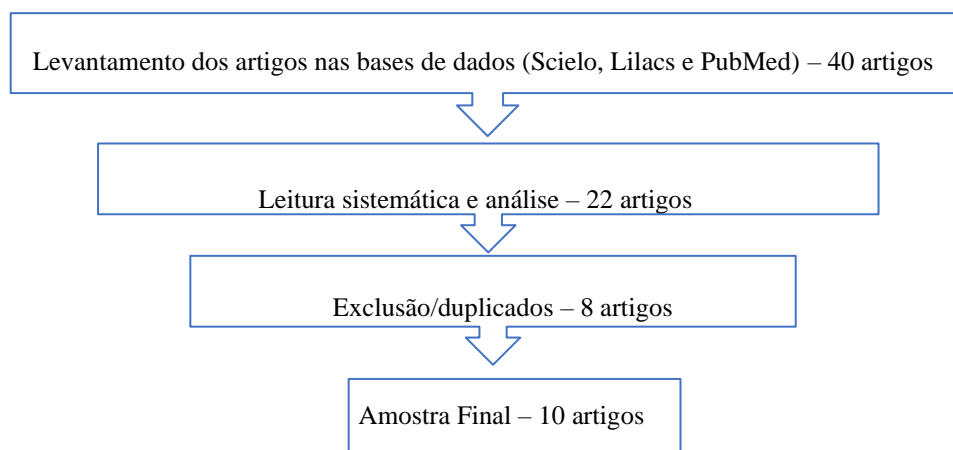 Levantamento dos artigos nas bases de dados (Scielo, Lilacs e PubMed) – 40 artigos
Leitura sistemática e análise – 22 artigos
Exclusão/duplicados – 8 artigos
Amostra Final – 10 artigos